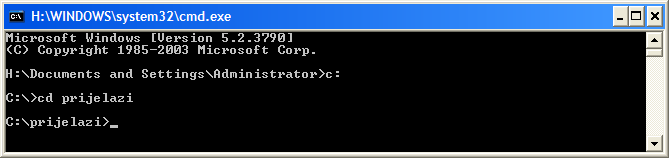 H:\WINDOWS\system32\cmd.exe
Microsoft Windows [Version 5.2.3790]
(C) Copyright 1985-2003 Microsoft Corp.
H:\Documents and Settings\Administrator>c:
C:\>cd prijelazi
C:\prijelazi>_